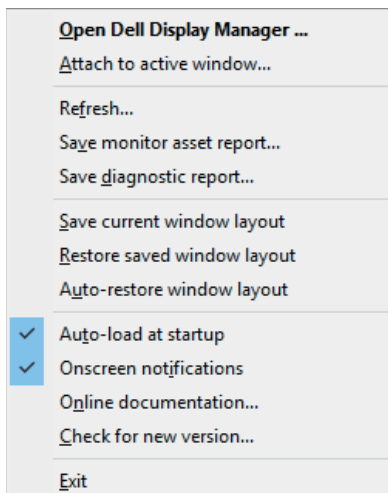 Open Dell Display Manager ...
Attach to active window...
Refresh...
Save monitor asset report...
Save diagnostic report...
Save current window layout
Restore saved window layout
Auto-restore window layout
Auto-load at startup
Onscreen notifications
Online documentation...
Check for new version...
Exit